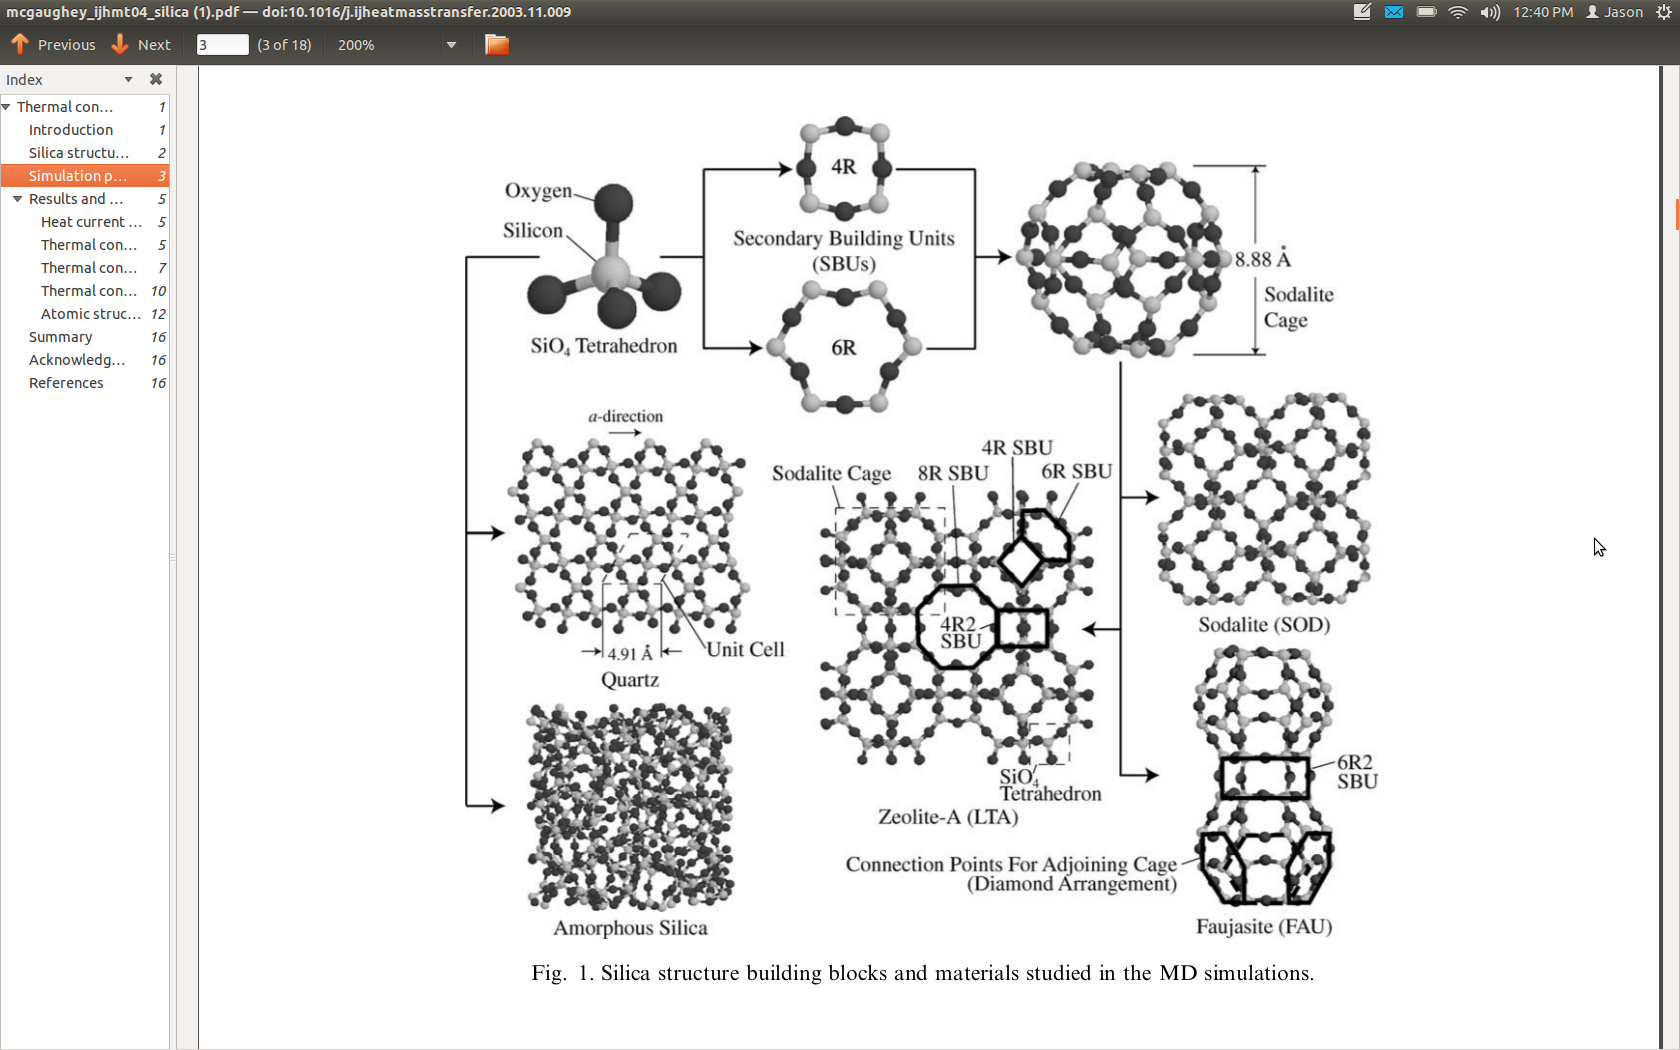 mcgaughey_ijhmt04_silica (1).pdf — doi:10.1016/j.ijheatmasstransfer.2003.11.009
12:40 PM
Jason
Previous
Next
3
(3 of 18)
200%
Index
Thermal con... 1
Introduction 1
Silica structu... 2
Simulation p... 3
Results and ... 5
Heat current ... 5
Thermal con... 5
Thermal con... 7
Thermal con... 10
Atomic struc... 12
Summary 16
Acknowledg... 16
References 16
Oxygen
Silicon
SiO4 Tetrahedron
4R
Secondary Building Units
(SBUs)
6R
8.88 Å
Sodalite
Cage
a-direction
4.91 Å
Unit Cell
Quartz
Amorphous Silica
Sodalite Cage
8R SBU
4R SBU
6R SBU
4R2
SBU
SiO4
Tetrahedron
Zeolite-A (LTA)
Sodalite (SOD)
6R2
SBU
Connection Points For Adjoining Cage
(Diamond Arrangement)
Faujasite (FAU)
Fig. 1. Silica structure building blocks and materials studied in the MD simulations.